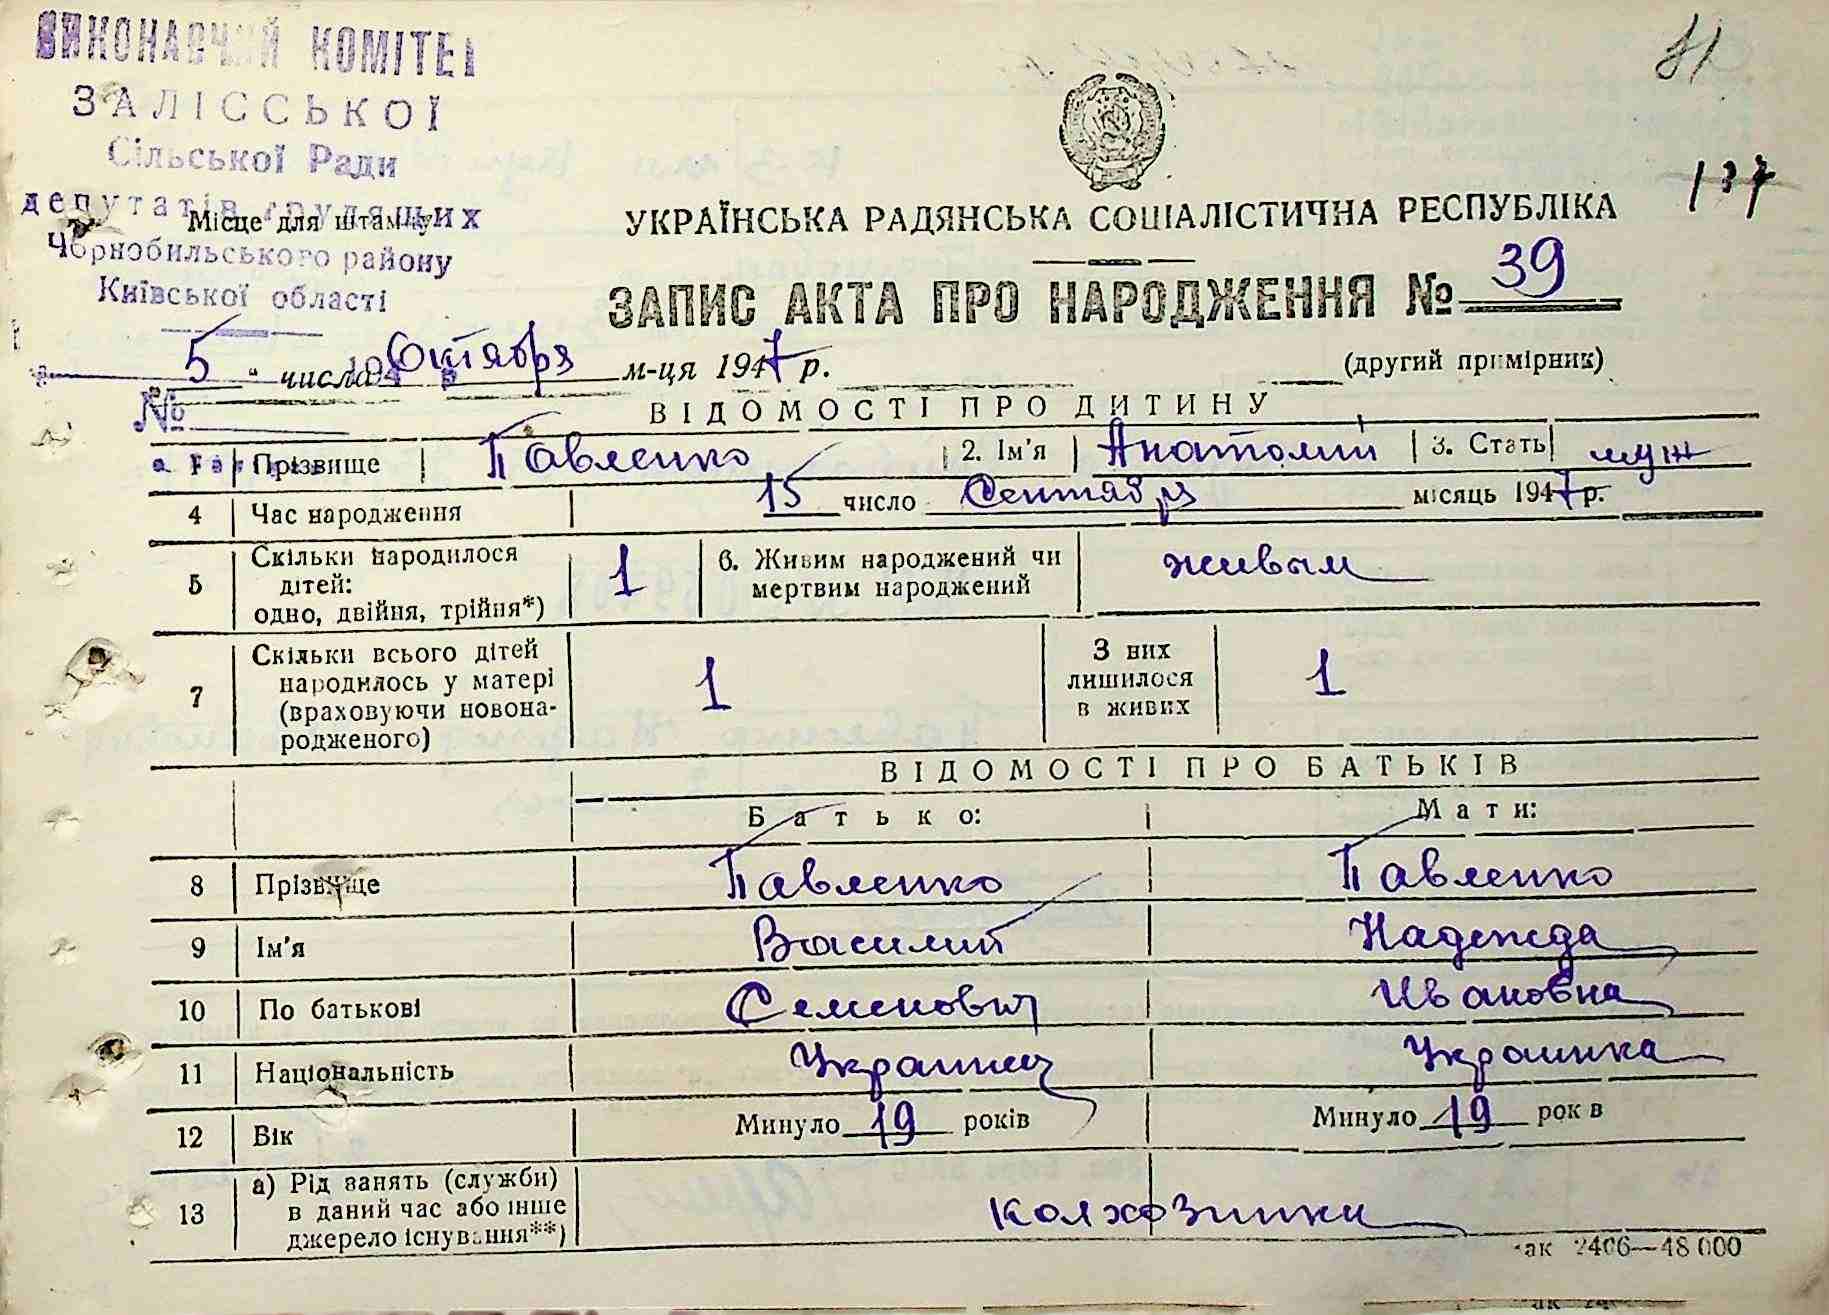 ВИКОНАВЧИЙ КОМІТЕТ
ЗАЛІССЬКОЇ
Сільської Ради
депутатів трудящих
Чорнобильського району
Київської області
Місце для штампу
81
137
УКРАЇНСЬКА РАДЯНСЬКА СОЦІАЛІСТИЧНА РЕСПУБЛІКА
ЗАПИС АКТА ПРО НАРОДЖЕННЯ № 39
5 " числа Октября м-ця 1947 р. (другий примірник)
№
ВІДОМОСТІ ПРО ДИТИНУ
1 Прізвище Павленко 2. Ім'я Анатолий 3. Стать муж
4 Час народження 15 число Сентября місяць 1947 р.
5 Скільки народилося дітей: одно, двійня, трійня*) 1 6. Живим народжений чи мертвим народжений живым
7 Скільки всього дітей народилось у матері (враховуючи новонародженого) 1 З них лишилося в живих 1
ВІДОМОСТІ ПРО БАТЬКІВ
Батько: Мати:
8 Прізвище Павленко Павленко
9 Ім'я Василий Надежда
10 По батькові Семенович Ивановна
11 Національність Украинец Украинка
12 Вік Минуло 19 років Минуло 19 рок в
13 а) Рід занять (служби) в даний час або інше джерело існування**) колхозники
зак 2406—48 000